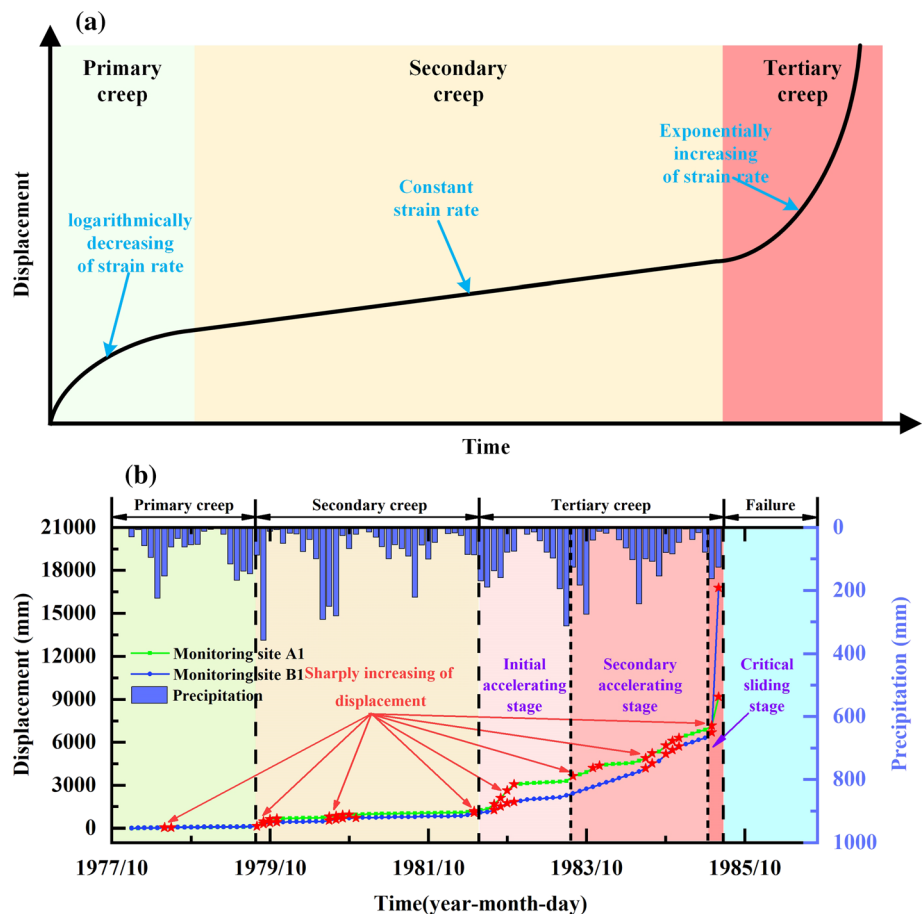 (a)
Primary
creep
Secondary
creep
Tertiary
creep
Exponentially
increasing
of strain rate
Constant
strain rate
logarithmically
decreasing
of strain rate
Displacement
Time
(b)
Primary creep
Secondary creep
Tertiary creep
Failure
21000
18000
15000
12000
9000
6000
3000
0
Displacement (mm)
0
200
400
600
800
1000
Precipitation (mm)
Monitoring site A1
Monitoring site B1
Precipitation
Sharply increasing of
displacement
Initial
accelerating
stage
Secondary
accelerating
stage
Critical
sliding
stage
1977/10
1979/10
1981/10
1983/10
1985/10
Time(year-month-day)